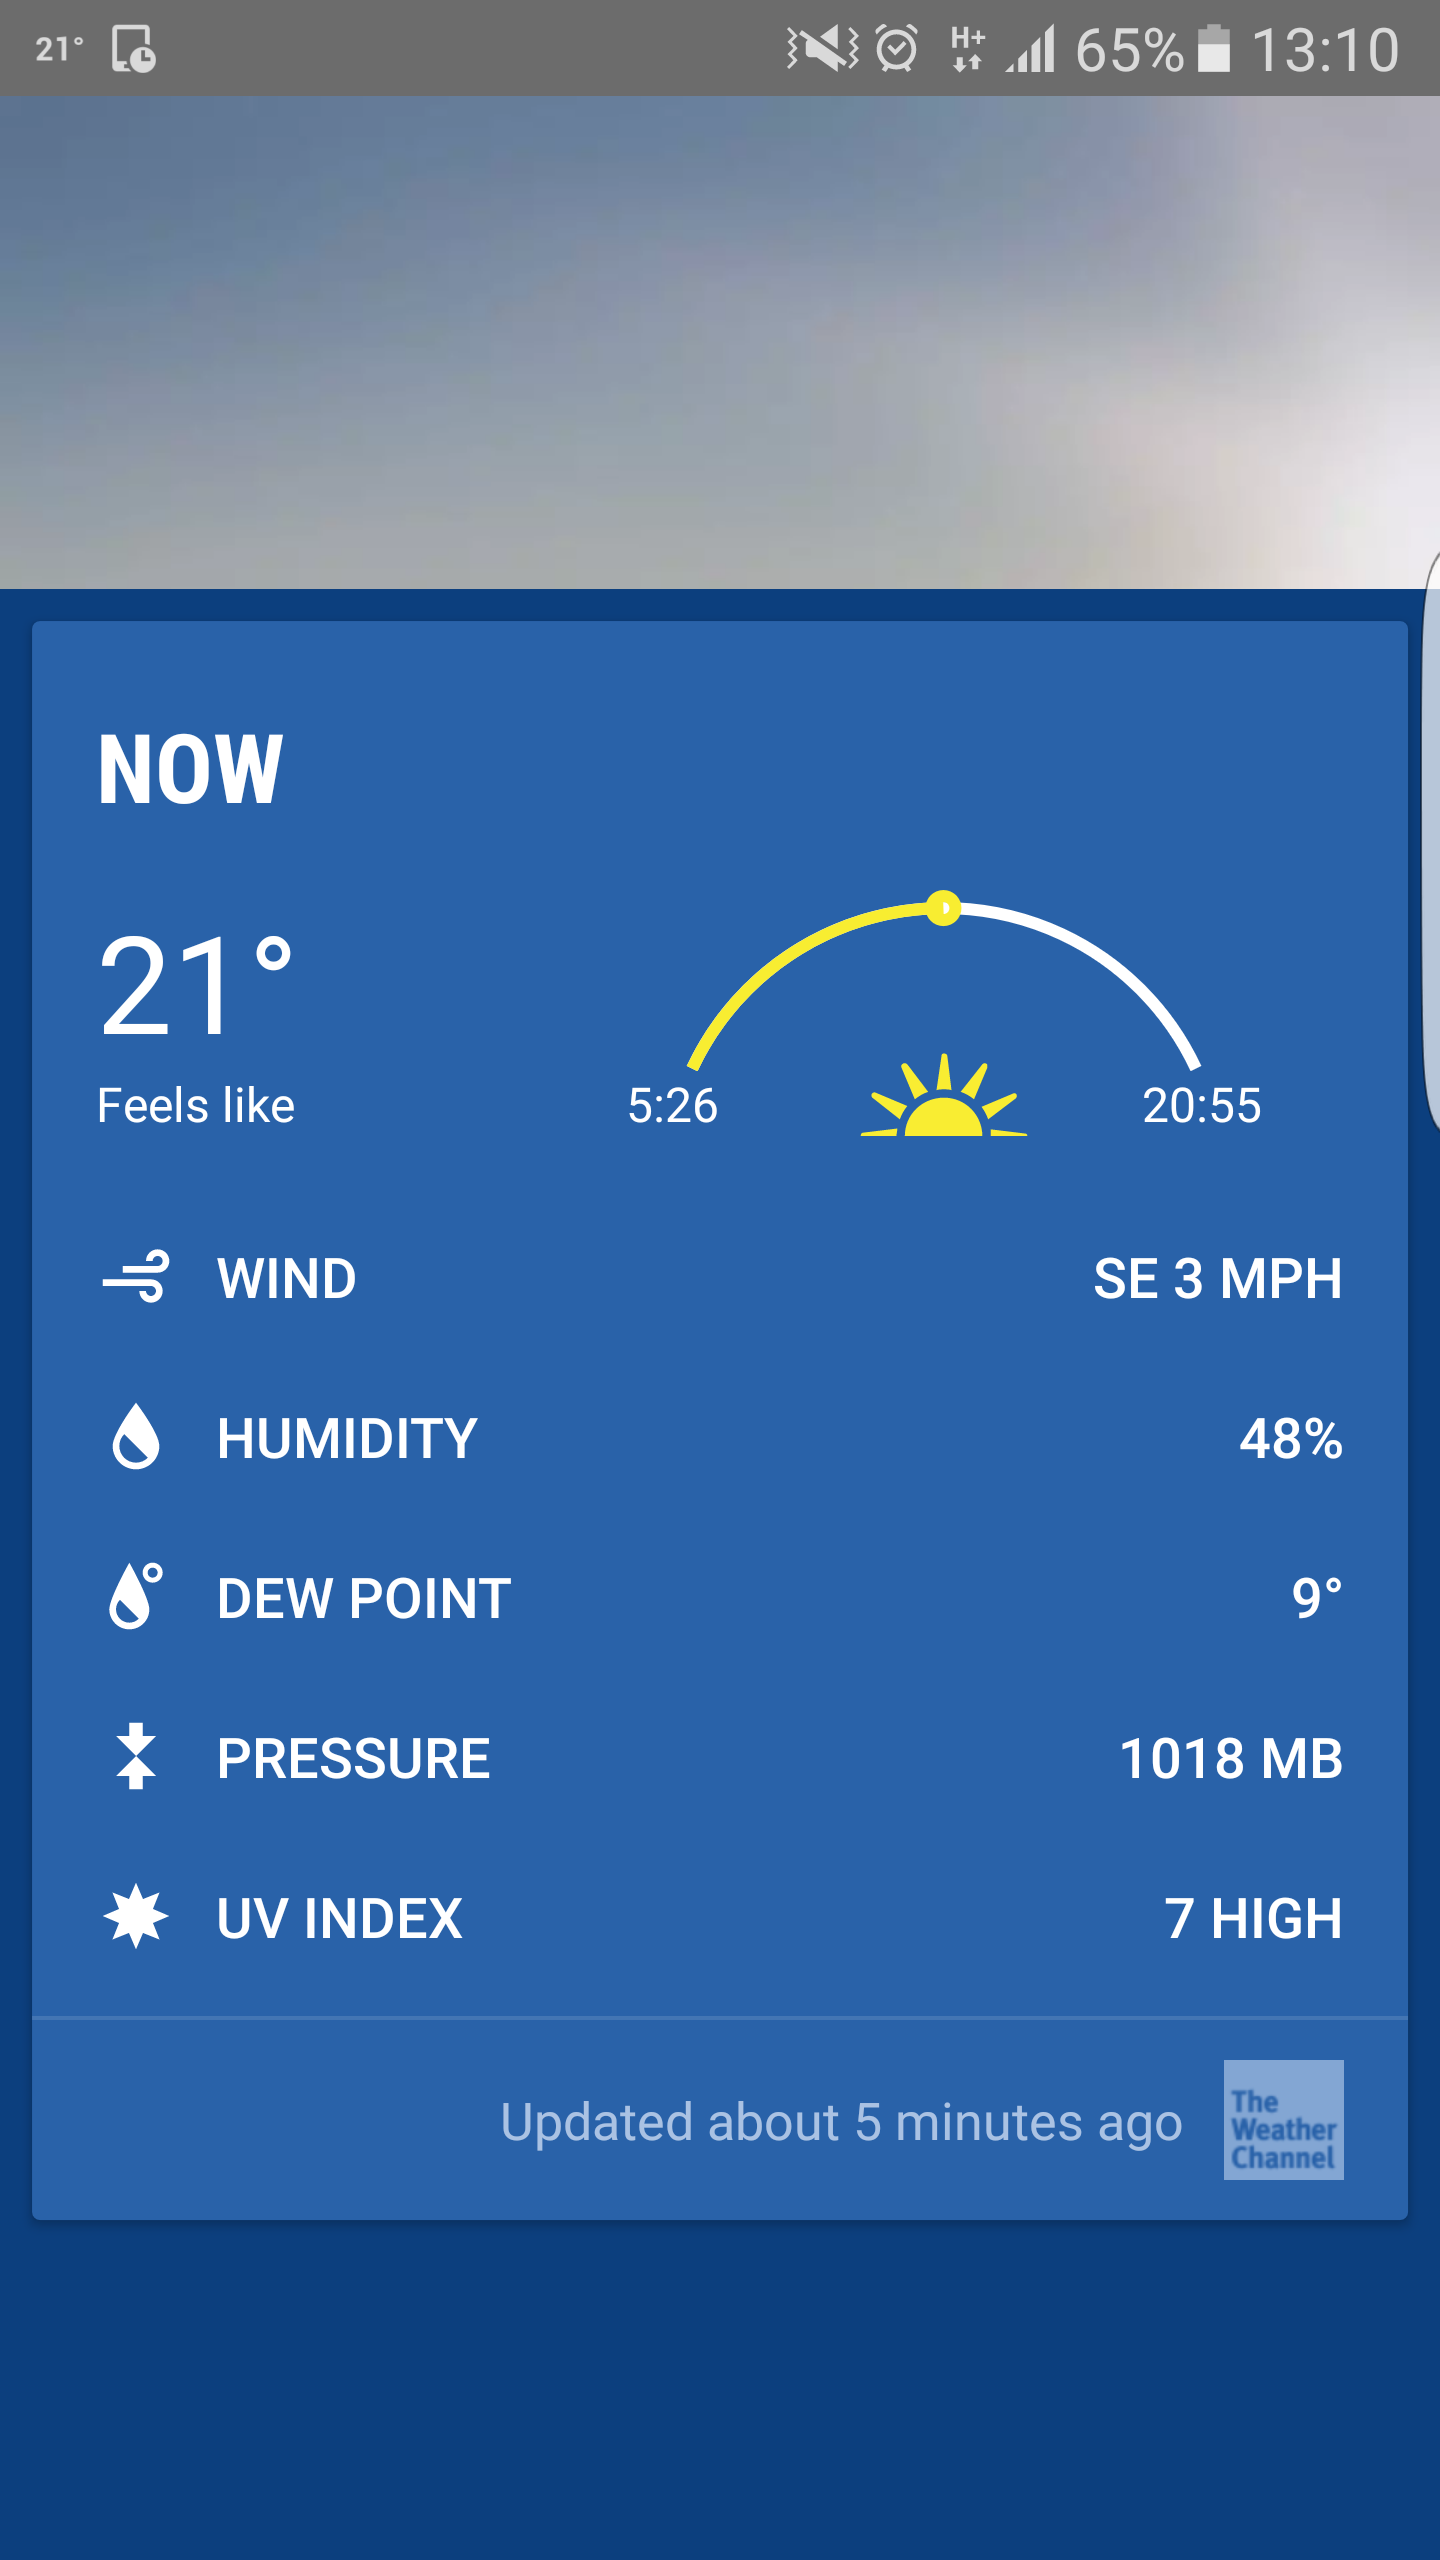 21° H+ 65% 13:10
NOW
21°
Feels like
5:26 20:55
WIND SE 3 MPH
HUMIDITY 48%
DEW POINT 9°
PRESSURE 1018 MB
UV INDEX 7 HIGH
Updated about 5 minutes ago
The
Weather
Channel